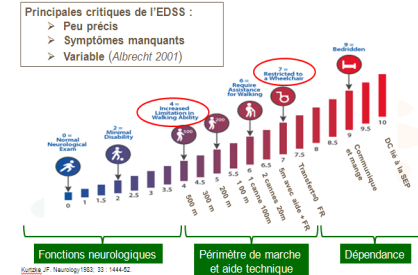 Principales critiques de l'EDSS :
➢ Peu précis
➢ Symptômes manquants
➢ Variable (Albrecht 2001)
0 =
Normal
Neurological
Exam
2 =
Minimal
Disability
4 =
Increased
Limitation in
Walking Ability
6 =
Require
Assistance
for Walking
7 =
Restricted to
a Wheelchair
9 =
Bedridden
500
200
0
1
1.5
2
2.5
3
3.5
4
4.5
5
5.5
6
6.5
7
7.5
8
8.5
9
9.5
10
500 m
300 m
200 m
100 m
1 canne 100m
2 cannes 20m
5m avec aide + FR
Transferend FR
Communique
et mange
DC lié à la SEP
Fonctions neurologiques
Périmètre de marche
et aide technique
Dépendance
Kurtzke JF. Neurology1983; 33 : 1444-52.